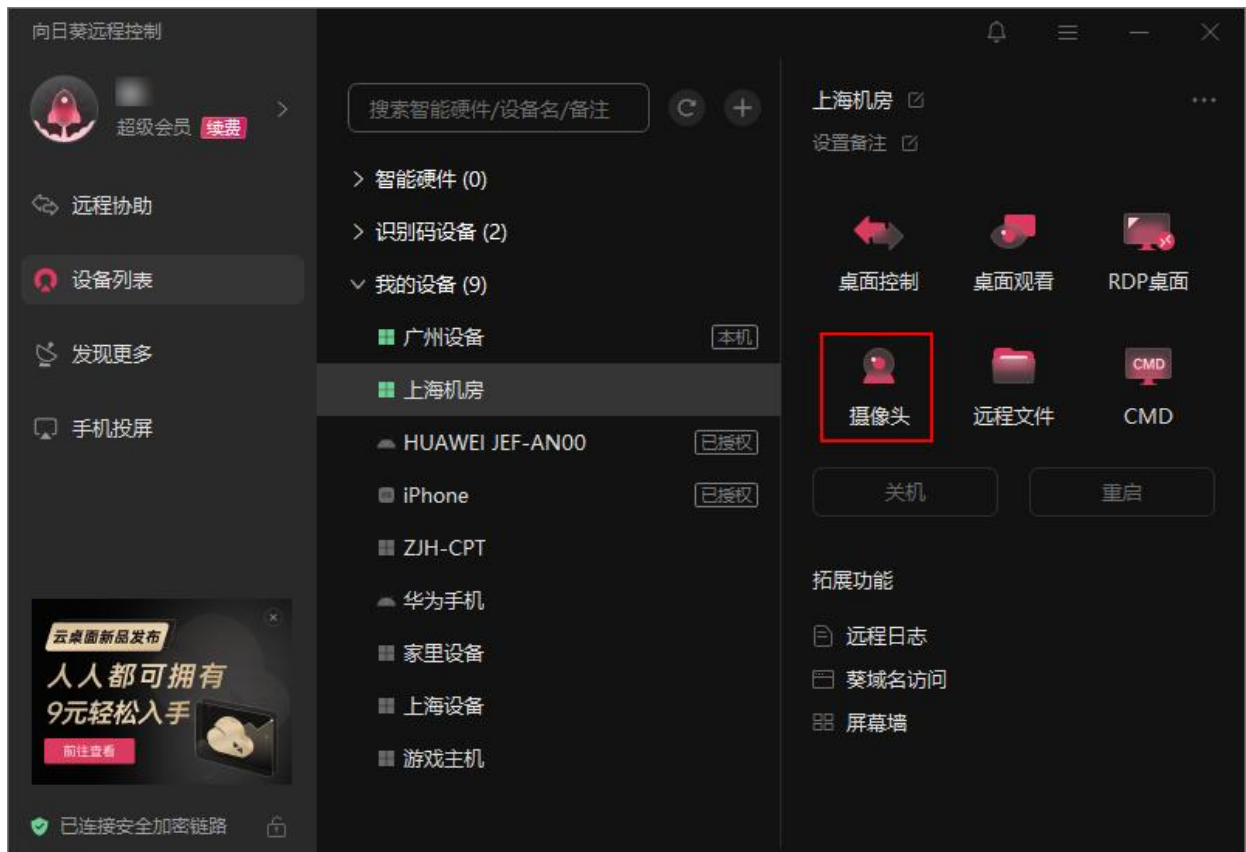 向日葵远程控制
超级会员 续费
远程协助
设备列表
发现更多
手机投屏
云桌面新品发布
人人都可拥有
9元轻松入手
前往查看
已连接安全加密链路
搜索智能硬件/设备名/备注
智能硬件 (0)
识别码设备 (2)
我的设备 (9)
广州设备 本机
上海机房
HUAWEI JEF-AN00 已授权
iPhone 已授权
ZJH-CPT
华为手机
家里设备
上海设备
游戏主机
上海机房
设置备注
桌面控制 桌面观看 RDP桌面
CMD
摄像头 远程文件 CMD
关机 重启
拓展功能
远程日志
葵域名访问
屏幕墙